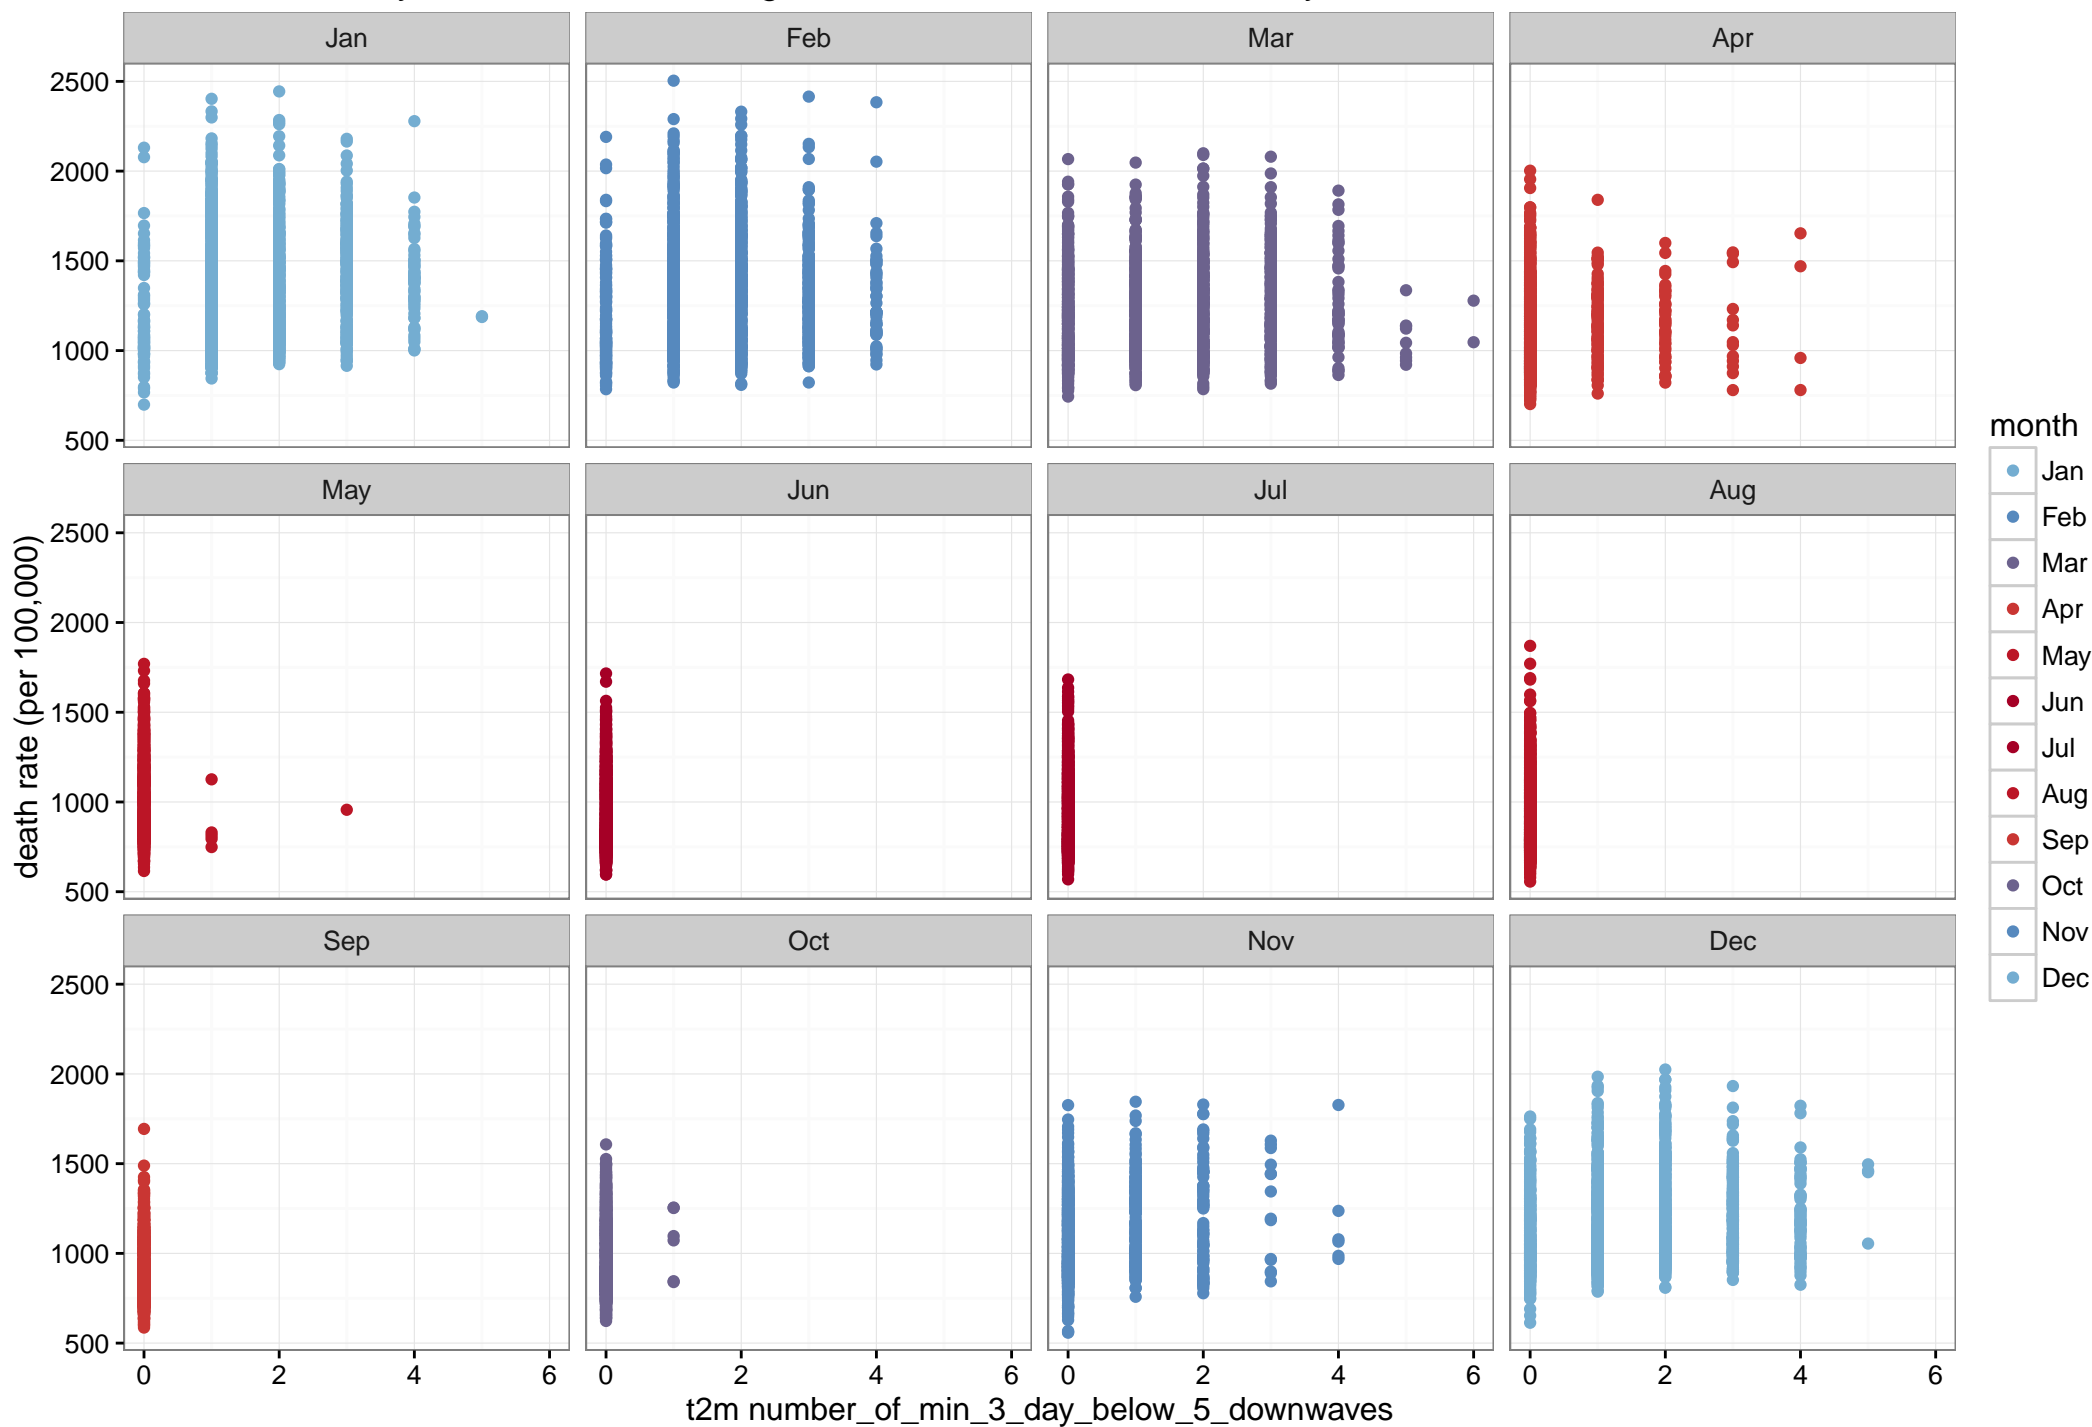 Jan Feb Mar Apr
2500
2000
1500
1000
500
May Jun Jul Aug
2500
2000
1500
1000
500
Sep Oct Nov Dec
2500
2000
1500
1000
500
0 2 4 6 0 2 4 6 0 2 4 6 0 2 4 6
t2m number_of_min_3_day_below_5_downwaves
death rate (per 100,000)
month
Jan
Feb
Mar
Apr
May
Jun
Jul
Aug
Sep
Oct
Nov
Dec